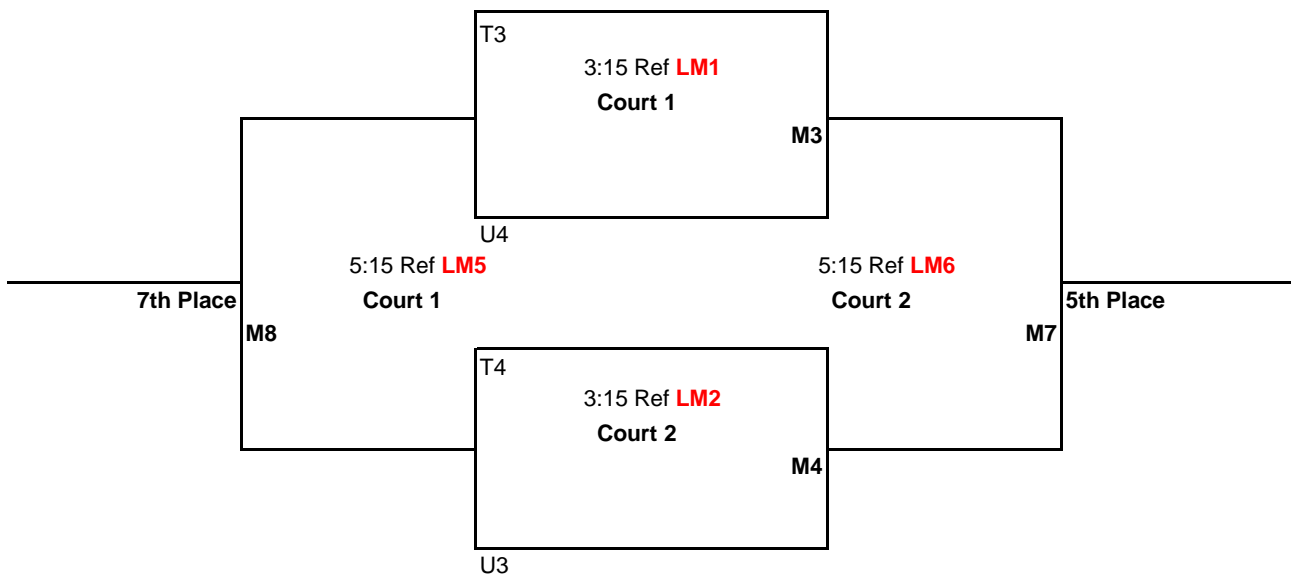 T3
3:15 Ref LM1
Court 1
M3
U4
5:15 Ref LM5
5:15 Ref LM6
7th Place
Court 1
Court 2
5th Place
M8
M7
T4
3:15 Ref LM2
Court 2
M4
U3